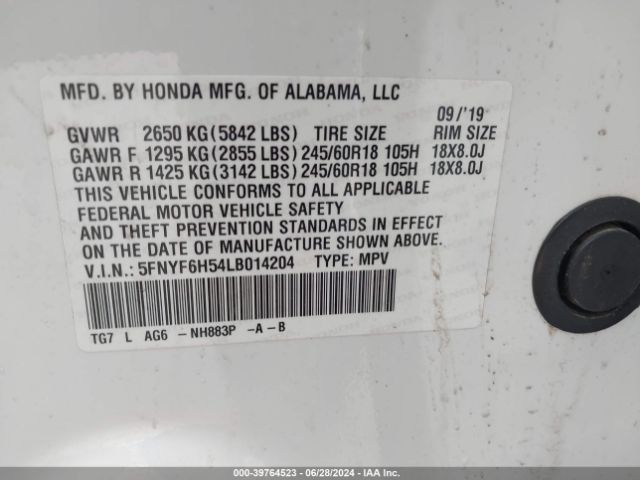 MFD. BY HONDA MFG. OF ALABAMA, LLC
09/'19
GVWR 2650 KG(5842 LBS) TIRE SIZE RIM SIZE
GAWR F 1295 KG(2855 LBS) 245/60R18 105H 18X8.0J
GAWR R 1425 KG(3142 LBS) 245/60R18 105H 18X8.0J
THIS VEHICLE CONFORMS TO ALL APPLICABLE
FEDERAL MOTOR VEHICLE SAFETY
AND THEFT PREVENTION STANDARDS IN EFFECT
ON THE DATE OF MANUFACTURE SHOWN ABOVE.
V.I.N.: 5FNYF6H54LB014204 TYPE: MPV
TG7 L AG6 -NH883P -A-B
000-39764523 - 06/28/2024 - IAA Inc.